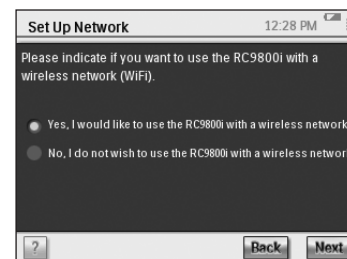 Set Up Network 12:28 PM
Please indicate if you want to use the RC9800i with a
wireless network (WiFi).
Yes, I would like to use the RC9800i with a wireless network
No, I do not wish to use the RC9800i with a wireless networ
?
Back Next